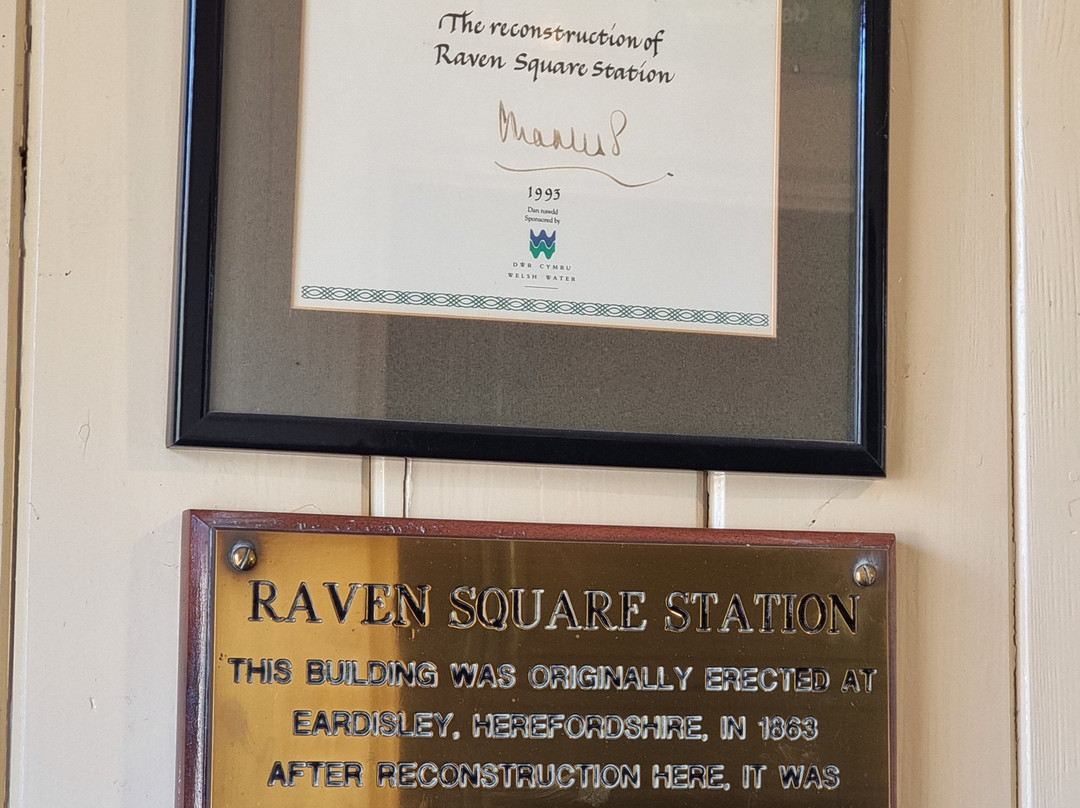 The reconstruction of
Raven Square Station
1993
Dan nawdd
Sponsored by
DŴR CYMRU
WELSH WATER
RAVEN SQUARE STATION
THIS BUILDING WAS ORIGINALLY ERECTED AT
EARDISLEY, HEREFORDSHIRE, IN 1863
AFTER RECONSTRUCTION HERE, IT WAS